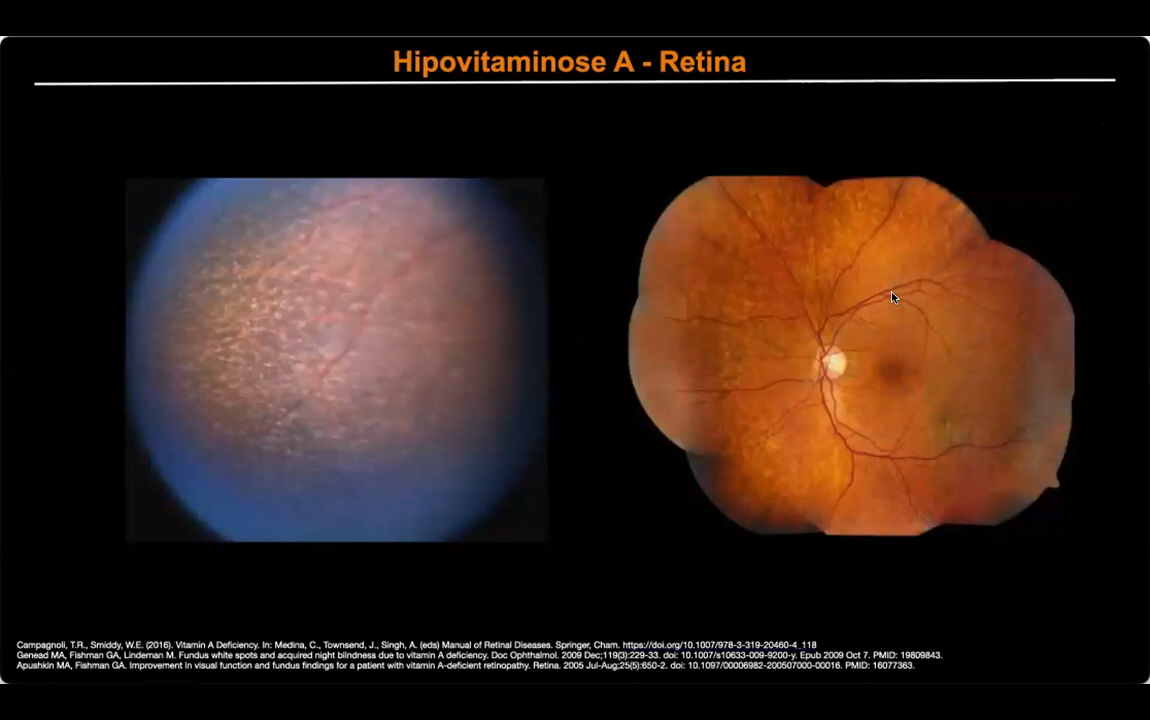 Hipovitaminose A - Retina
Campagnoli, T.R., Smiddy, W.E. (2016). Vitamin A Deficiency. In: Medina, C., Townsend, J., Singh, A. (eds) Manual of Retinal Diseases. Springer, Cham. https://doi.org/10.1007/978-3-319-20460-4_118
Genead MA, Fishman GA, Lindeman M. Fundus white spots and acquired night blindness due to vitamin A deficiency. Doc Ophthalmol. 2009 Dec;119(3):229-33. doi: 10.1007/s10633-009-9200-y. Epub 2009 Oct 7. PMID: 19809843.
Apushkin MA, Fishman GA. Improvement in visual function and fundus findings for a patient with vitamin A-deficient retinopathy. Retina. 2005 Jul-Aug;25(5):650-2. doi: 10.1097/00006982-200507000-00016. PMID: 16077363.